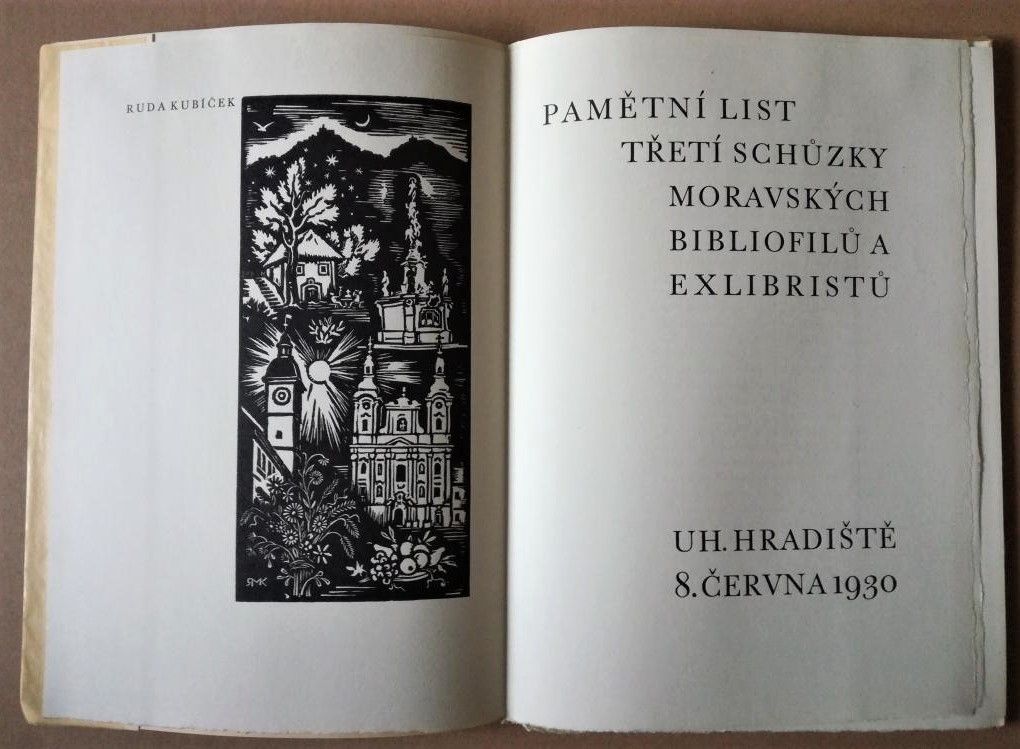 RUDA KUBÍČEK
PAMĚTNÍ LIST
TŘETÍ SCHŮZKY
MORAVSKÝCH
BIBLIOFILŮ A
EXLIBRISTŮ
UH. HRADIŠTĚ
8. ČERVNA 1930